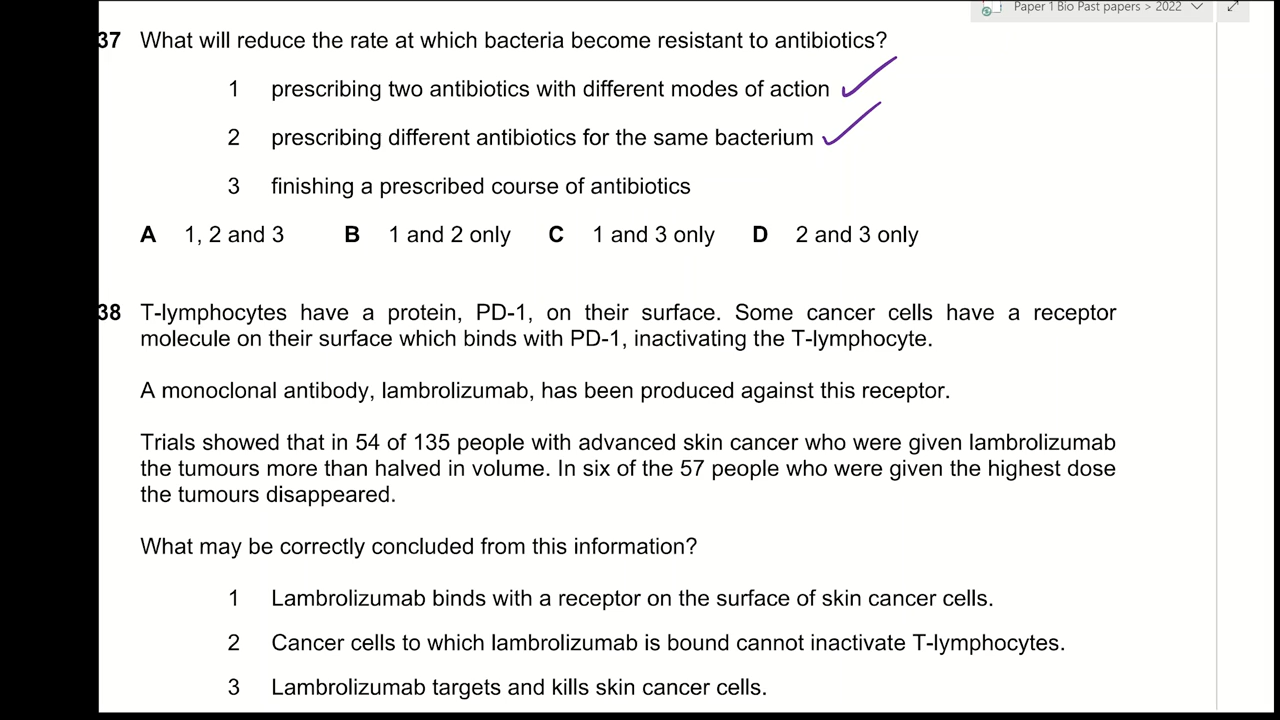 Paper 1 Bio Past papers > 2022
37 What will reduce the rate at which bacteria become resistant to antibiotics?
1 prescribing two antibiotics with different modes of action
2 prescribing different antibiotics for the same bacterium
3 finishing a prescribed course of antibiotics
A 1, 2 and 3 B 1 and 2 only C 1 and 3 only D 2 and 3 only
38 T-lymphocytes have a protein, PD-1, on their surface. Some cancer cells have a receptor
molecule on their surface which binds with PD-1, inactivating the T-lymphocyte.
A monoclonal antibody, lambrolizumab, has been produced against this receptor.
Trials showed that in 54 of 135 people with advanced skin cancer who were given lambrolizumab
the tumours more than halved in volume. In six of the 57 people who were given the highest dose
the tumours disappeared.
What may be correctly concluded from this information?
1 Lambrolizumab binds with a receptor on the surface of skin cancer cells.
2 Cancer cells to which lambrolizumab is bound cannot inactivate T-lymphocytes.
3 Lambrolizumab targets and kills skin cancer cells.